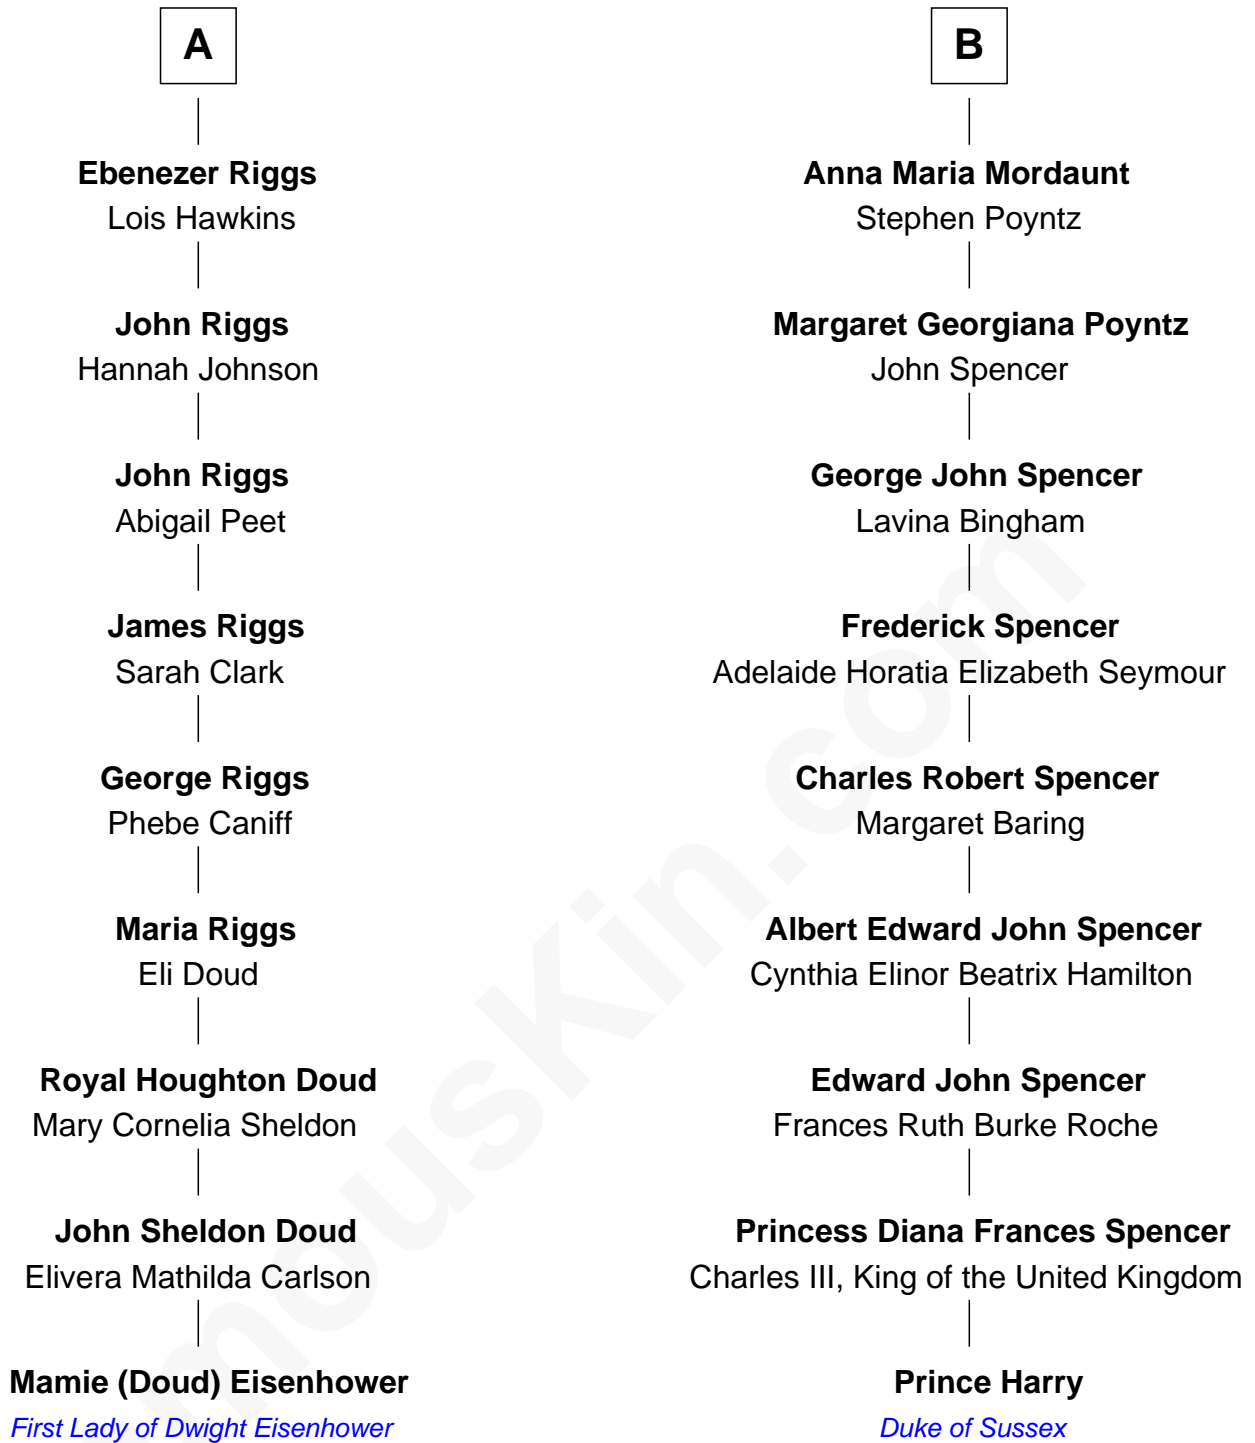 A
Ebenezer Riggs
Lois Hawkins
John Riggs
Hannah Johnson
John Riggs
Abigail Peet
James Riggs
Sarah Clark
George Riggs
Phebe Caniff
Maria Riggs
Eli Doud
Royal Houghton Doud
Mary Cornelia Sheldon
John Sheldon Doud
Elivera Mathilda Carlson
Mamie (Doud) Eisenhower
First Lady of Dwight Eisenhower
B
Anna Maria Mordaunt
Stephen Poyntz
Margaret Georgiana Poyntz
John Spencer
George John Spencer
Lavina Bingham
Frederick Spencer
Adelaide Horatia Elizabeth Seymour
Charles Robert Spencer
Margaret Baring
Albert Edward John Spencer
Cynthia Elinor Beatrix Hamilton
Edward John Spencer
Frances Ruth Burke Roche
Princess Diana Frances Spencer
Charles III, King of the United Kingdom
Prince Harry
Duke of Sussex
mousKin.com